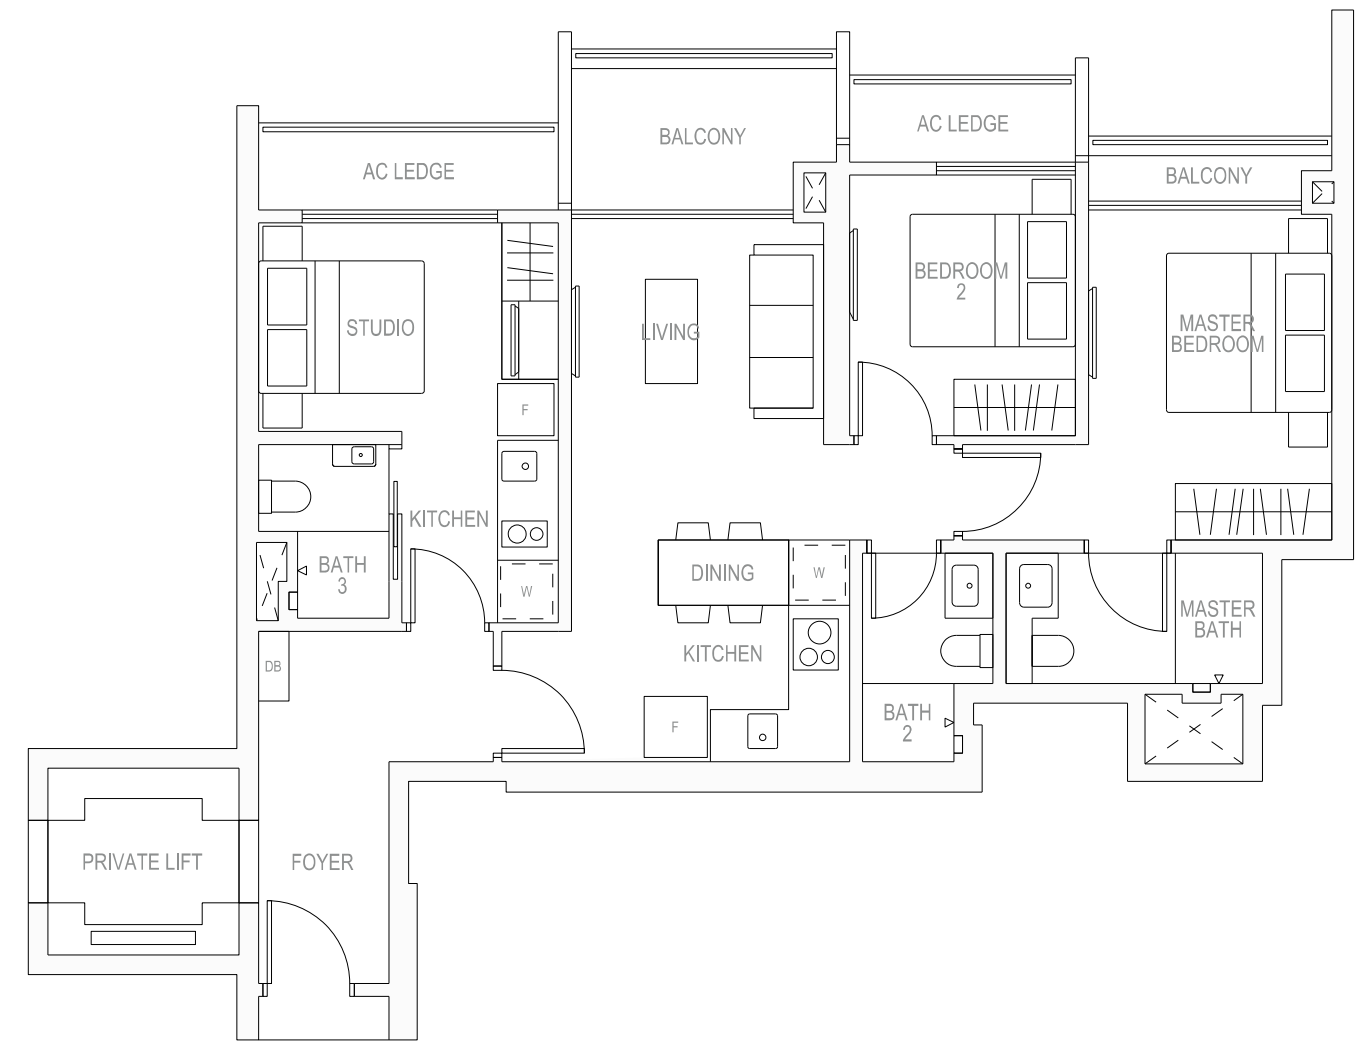 AC LEDGE
BALCONY
AC LEDGE
BALCONY
STUDIO
LIVING
BEDROOM
2
MASTER
BEDROOM
F
KITCHEN
BATH
3
W
DINING
W
MASTER
BATH
DB
KITCHEN
F
BATH
2
PRIVATE LIFT
FOYER